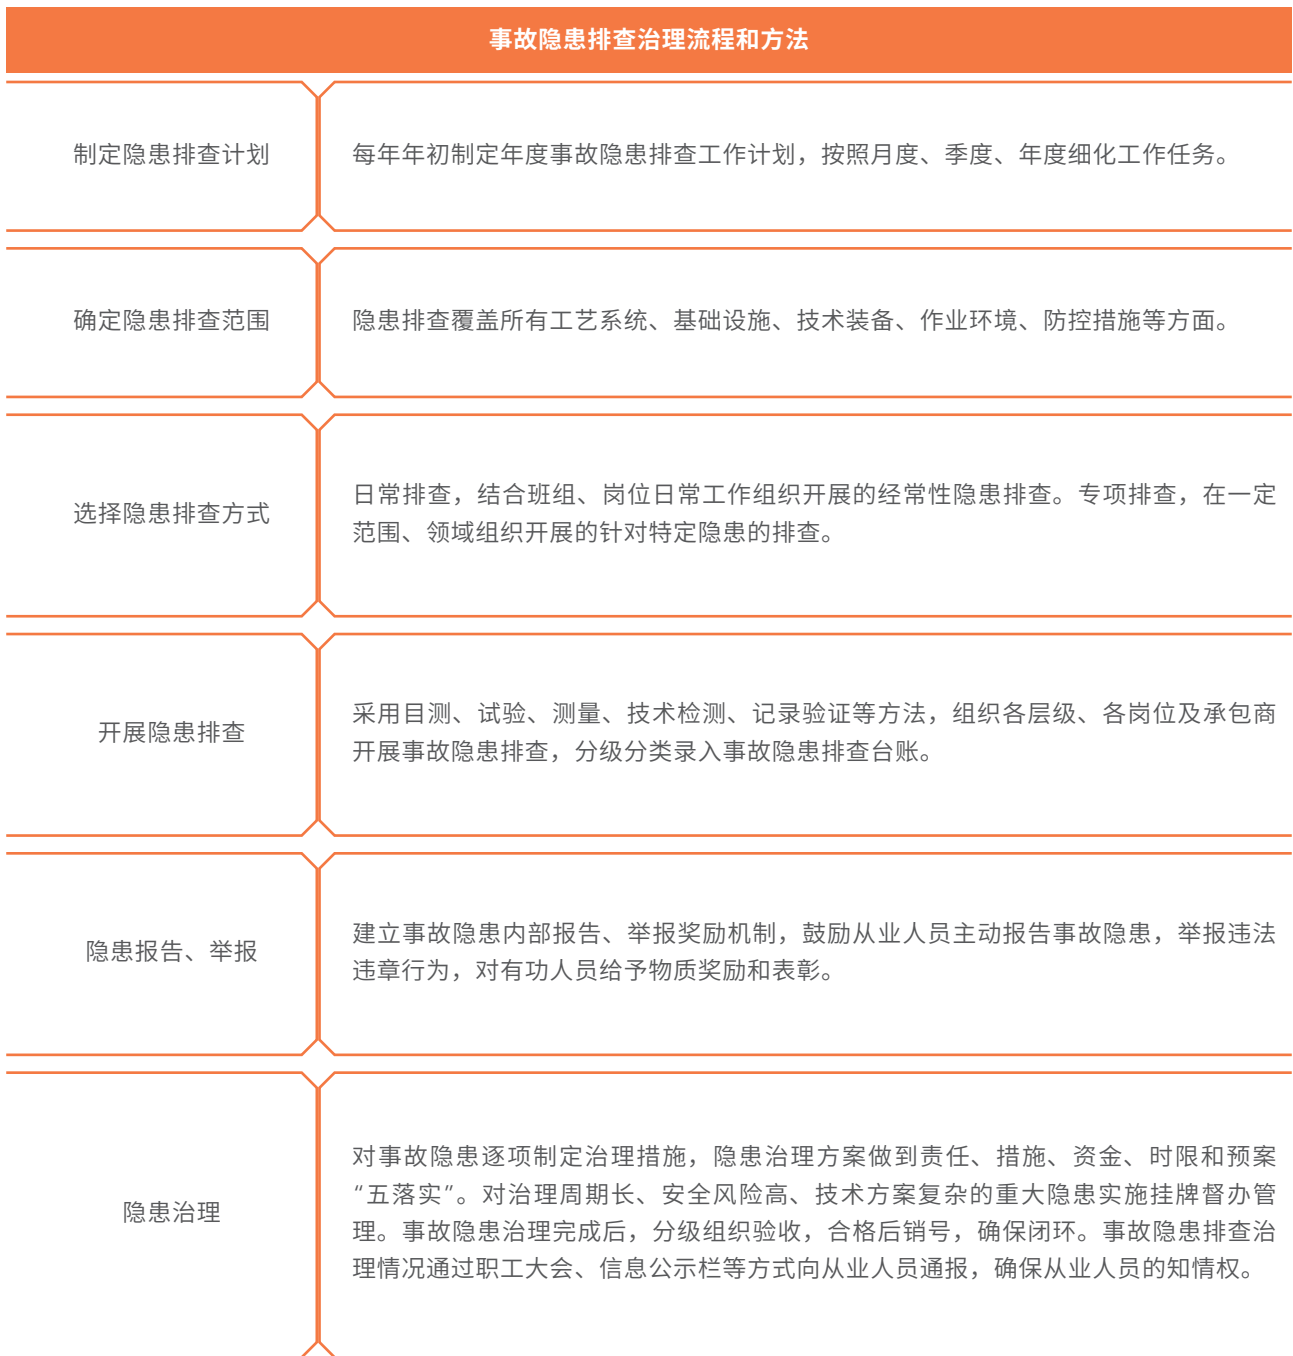 事故隐患排查治理流程和方法
制定隐患排查计划
每年年初制定年度事故隐患排查工作计划，按照月度、季度、年度细化工作任务。
确定隐患排查范围
隐患排查覆盖所有工艺系统、基础设施、技术装备、作业环境、防控措施等方面。
选择隐患排查方式
日常排查，结合班组、岗位日常工作组织开展的经常性隐患排查。专项排查，在一定
范围、领域组织开展的针对特定隐患的排查。
开展隐患排查
采用目测、试验、测量、技术检测、记录验证等方法，组织各层级、各岗位及承包商
开展事故隐患排查，分级分类录入事故隐患排查台账。
隐患报告、举报
建立事故隐患内部报告、举报奖励机制，鼓励从业人员主动报告事故隐患，举报违法
违章行为，对有功人员给予物质奖励和表彰。
隐患治理
对事故隐患逐项制定治理措施，隐患治理方案做到责任、措施、资金、时限和预案
“五落实”。对治理周期长、安全风险高、技术方案复杂的重大隐患实施挂牌督办管
理。事故隐患治理完成后，分级组织验收，合格后销号，确保闭环。事故隐患排查治
理情况通过职工大会、信息公示栏等方式向从业人员通报，确保从业人员的知情权。